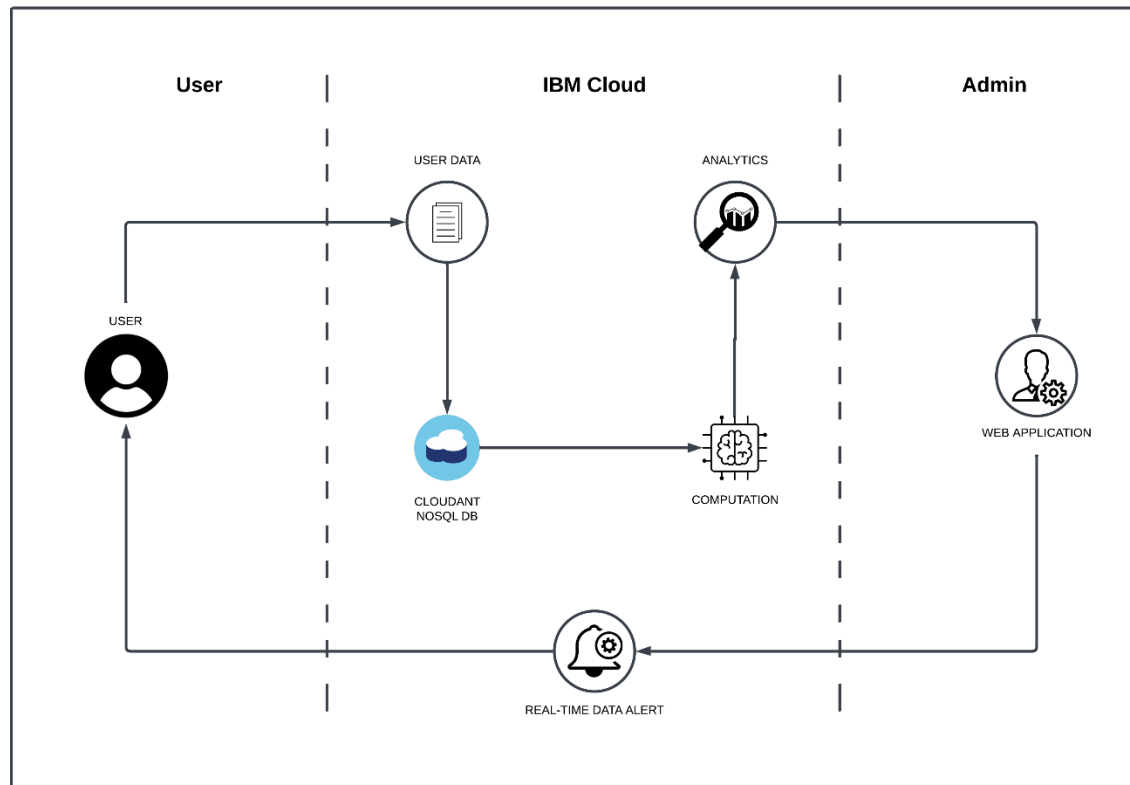 User
IBM Cloud
Admin
USER DATA
ANALYTICS
USER
WEB APPLICATION
CLOUDANT
NOSQL DB
COMPUTATION
REAL-TIME DATA ALERT